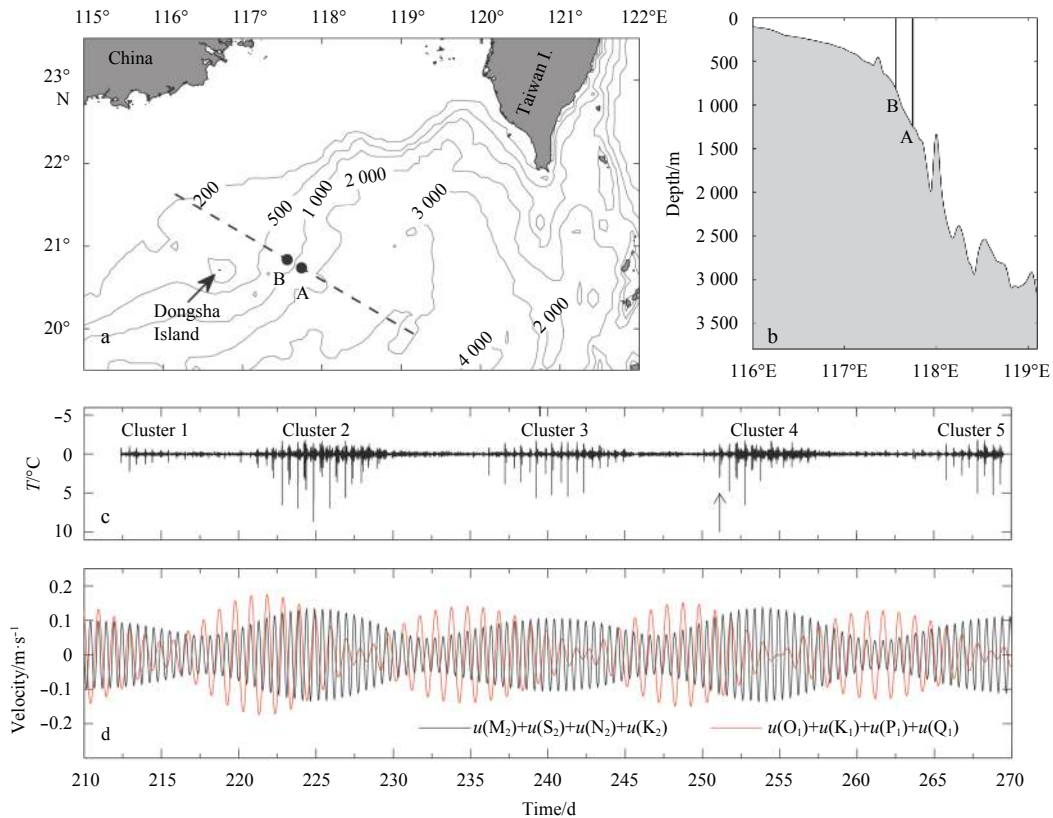 115° 116° 117° 118° 119° 120° 121° 122°E
China
23°
N
Taiwan I.
22°
2 000
200
1 000
500
3 000
21°
B
A
Dongsha
Island
2 000
20°
4 000
a
0
500
1 000
1 500
2 000
2 500
3 000
3 500
Depth/m
B
A
b
116°E 117°E 118°E 119°E
-5
0
5
10
T/°C
Cluster 1 Cluster 2 Cluster 3 Cluster 4 Cluster 5
c
0.2
0.1
0
-0.1
-0.2
Velocity/m·s⁻¹
d
u(M₂)+u(S₂)+u(N₂)+u(K₂) u(O₁)+u(K₁)+u(P₁)+u(Q₁)
210 215 220 225 230 235 240 245 250 255 260 265 270
Time/d